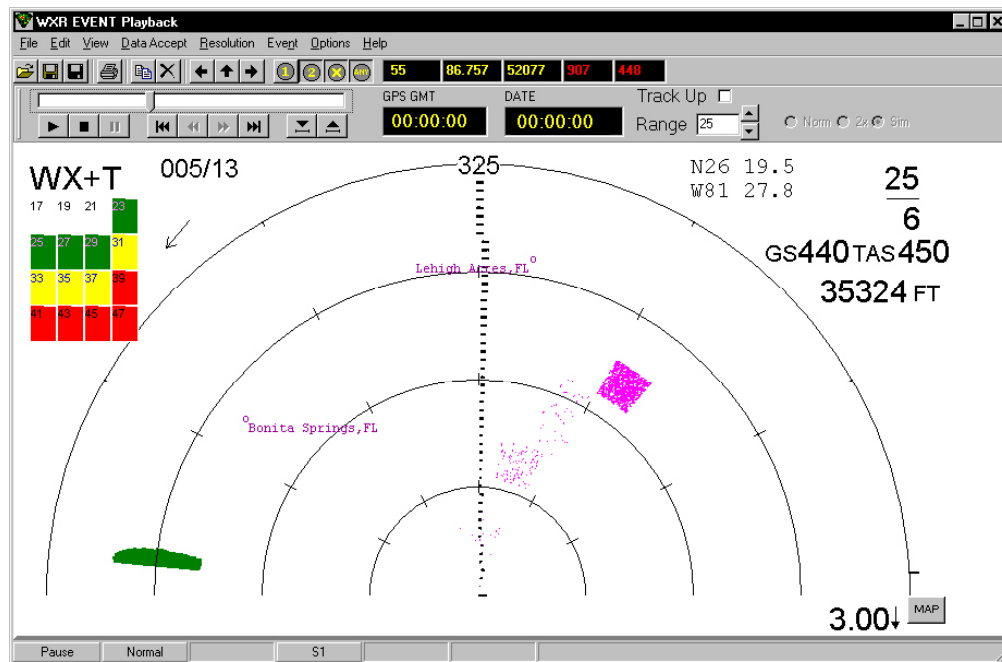 WXR EVENT Playback
File Edit View Data Accept Resolution Event Options Help
1 2 X ANY 55 86.757 52077 907 448
GPS GMT DATE Track Up
00:00:00 00:00:00 Range 25 Norm 2x Sim
WX+T 005/13 325 N26 19.5 25
W81 27.8 6
17 19 21 23
25 27 29 31
33 35 37 39
41 43 45 47
GS440 TAS450
35324 FT
Lehigh Acres,FL
Bonita Springs,FL
3.00↓ MAP
Pause Normal S1